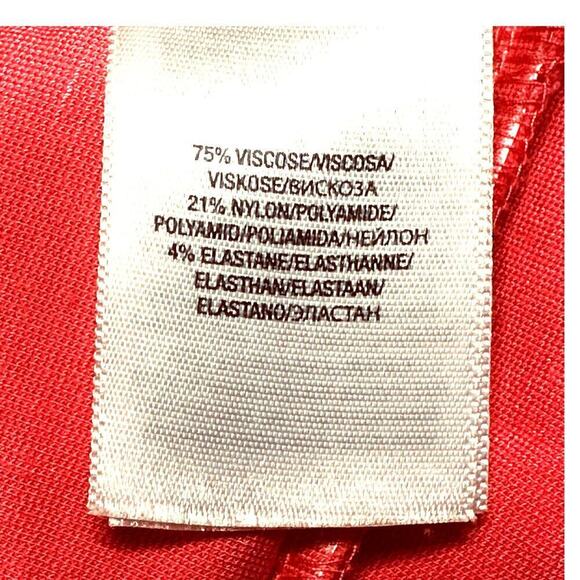 75% VISCOSE/VISCOSA/
VISKOSE/ВИСКОЗА
21% NYLON/POLYAMIDE/
POLYAMID/POLIAMIDA/НЕЙЛОН
4% ELASTANE/ELASTHANNE/
ELASTHAN/ELASTAAN/
ELASTANO/ЭЛАСТАН